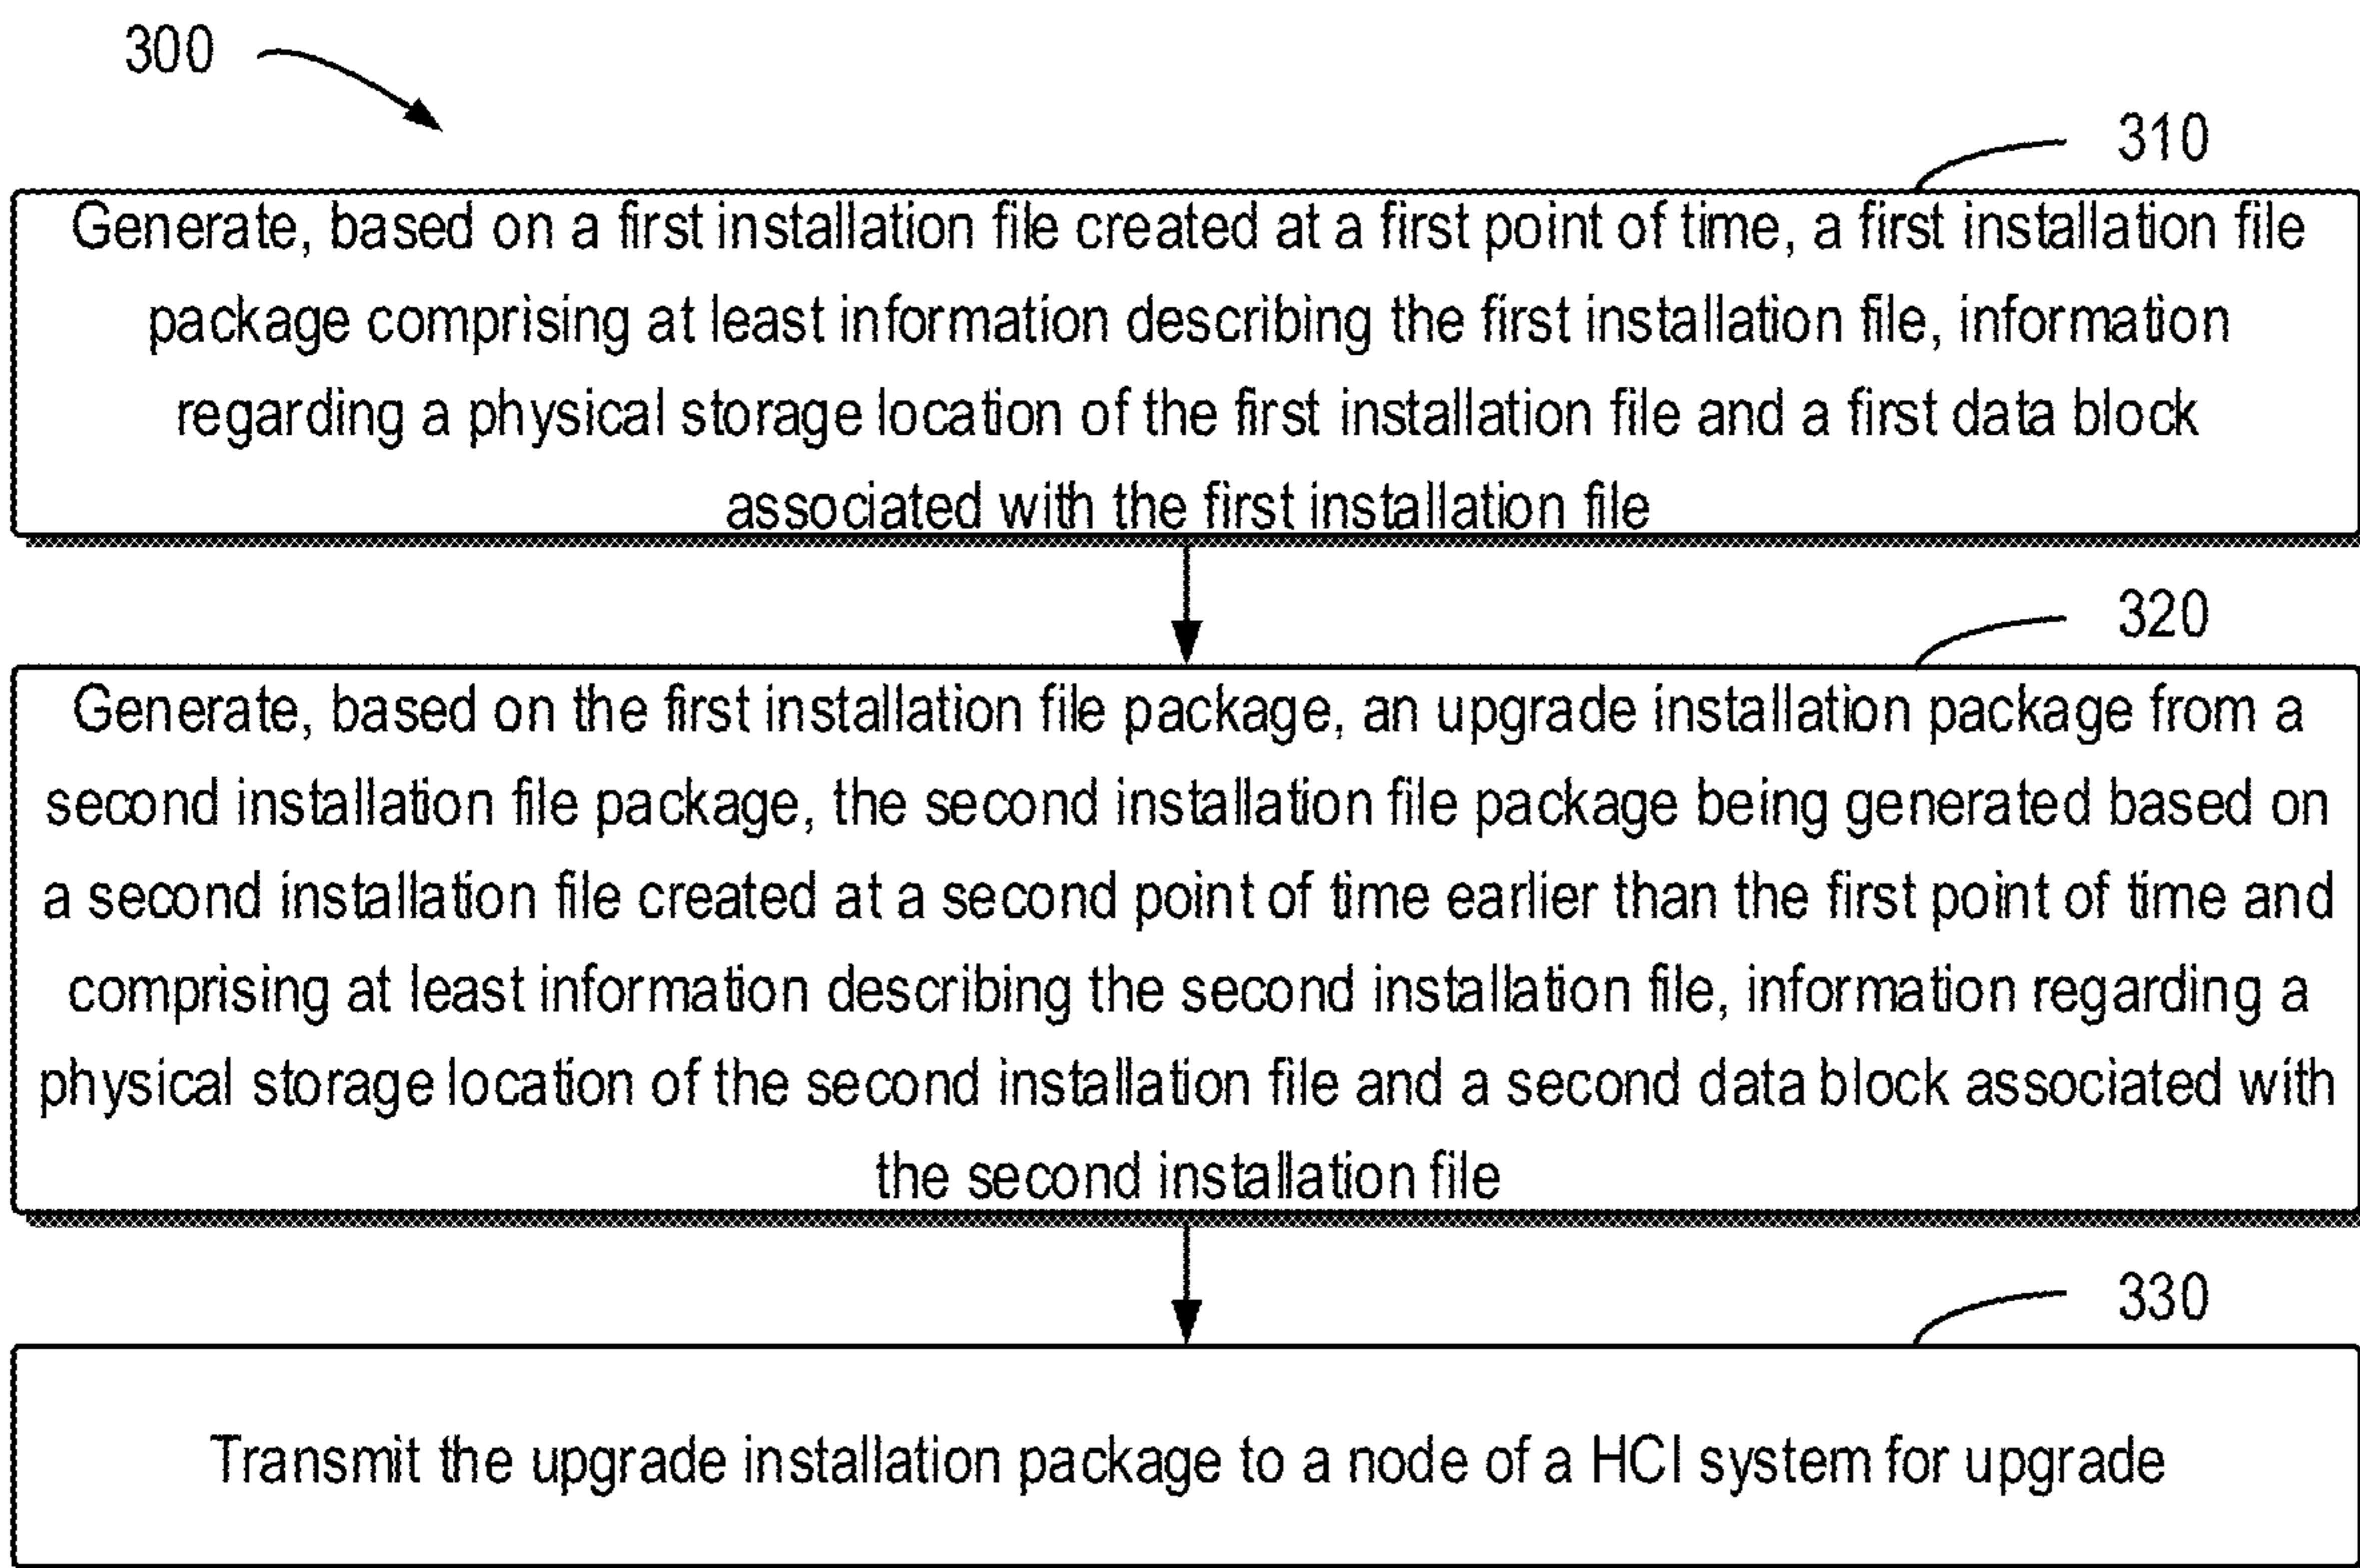 300
310
Generate, based on a first installation file created at a first point of time, a first installation file
package comprising at least information describing the first installation file, information
regarding a physical storage location of the first installation file and a first data block
associated with the first installation file
320
Generate, based on the first installation file package, an upgrade installation package from a
second installation file package, the second installation file package being generated based on
a second installation file created at a second point of time earlier than the first point of time and
comprising at least information describing the second installation file, information regarding a
physical storage location of the second installation file and a second data block associated with
the second installation file
330
Transmit the upgrade installation package to a node of a HCI system for upgrade